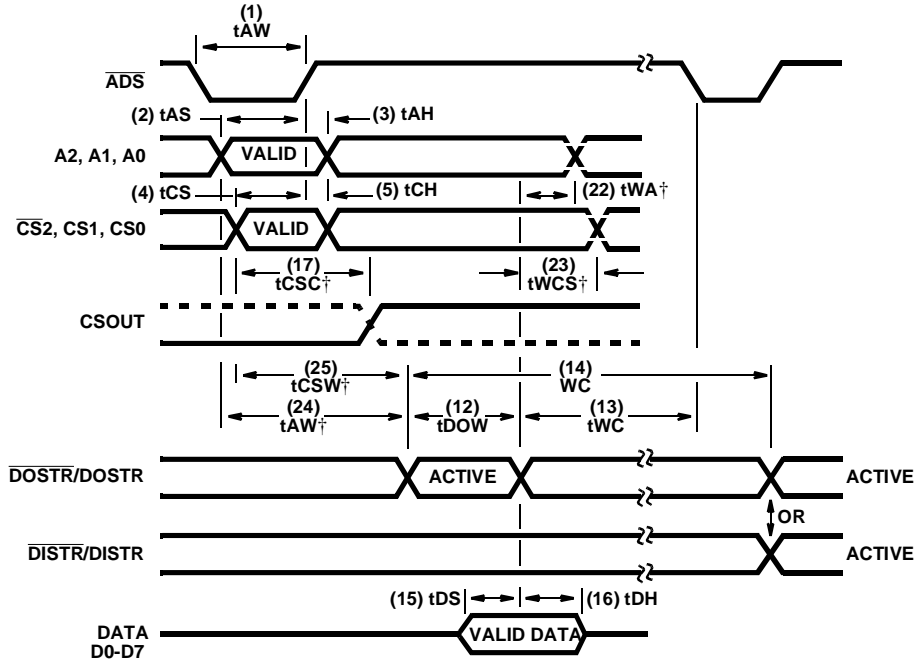 (1)
tAW
ADS
(2) tAS
(3) tAH
A2, A1, A0
VALID
(4) tCS
(5) tCH
(22) tWA†
CS2, CS1, CS0
VALID
(17)
tCSC†
(23)
tWCS†
CSOUT
(25)
tCSW†
(14)
WC
(24)
tAW†
(12)
tDOW
(13)
tWC
DOSTR/DOSTR
ACTIVE
ACTIVE
OR
DISTR/DISTR
ACTIVE
(15) tDS
(16) tDH
DATA
D0-D7
VALID DATA